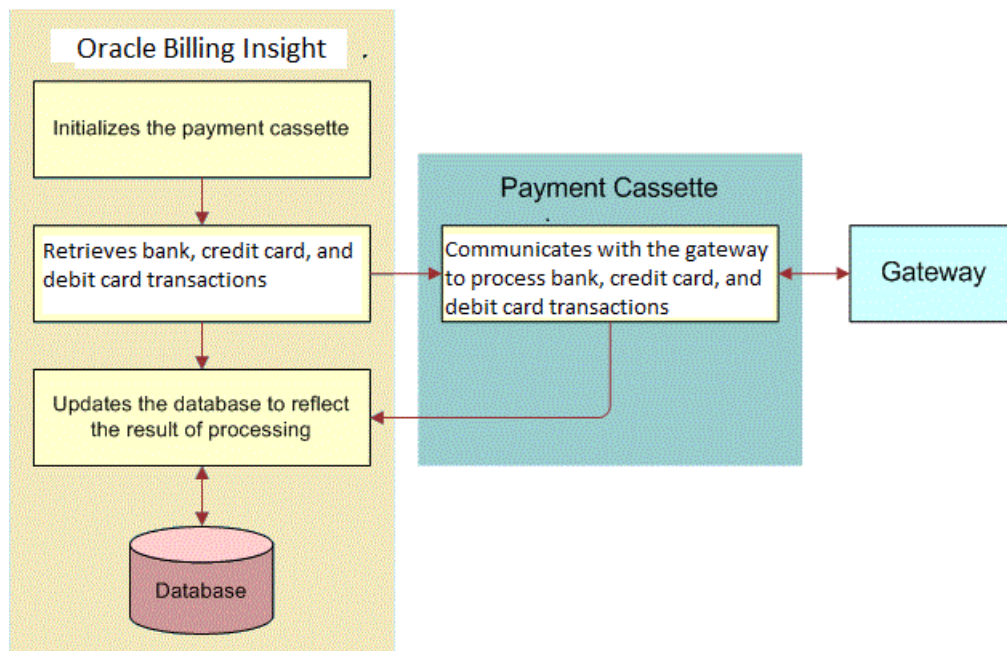 Oracle Billing Insight .
Initializes the payment cassette
Retrieves bank, credit card, and
debit card transactions
Updates the database to reflect
the result of processing
Database
Payment Cassette
Communicates with the gateway
to process bank, credit card, and
debit card transactions
Gateway